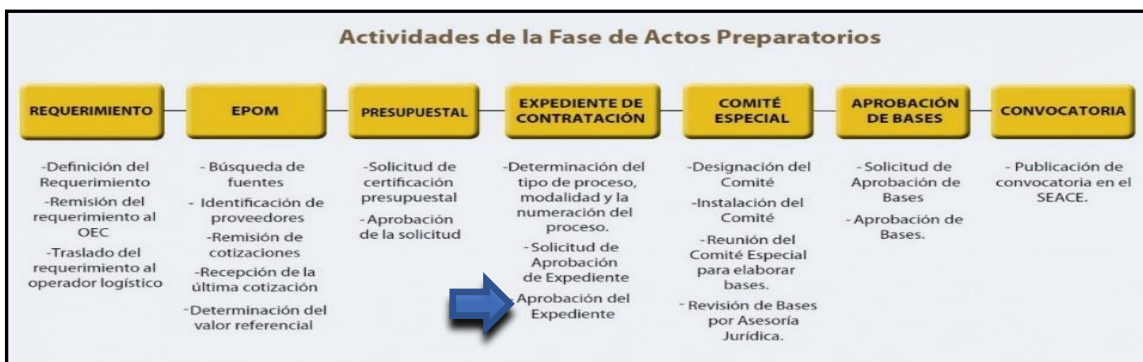 Actividades de la Fase de Actos Preparatorios
REQUERIMIENTO
-Definición del
Requerimiento
-Remisión del
requerimiento al
OEC
-Traslado del
requerimiento al
operador logístico
EPOM
- Búsqueda de
fuentes
- Identificación de
proveedores
-Remisión de
cotizaciones
-Recepción de la
última cotización
-Determinación del
valor referencial
PRESUPUESTAL
-Solicitud de
certificación
presupuestal
-Aprobación
de la solicitud
EXPEDIENTE DE
CONTRATACIÓN
-Determinación del
tipo de proceso,
modalidad y la
numeración del
proceso.
-Solicitud de
Aprobación
de Expediente
-Aprobación del
Expediente
COMITÉ
ESPECIAL
-Designación del
Comité
-Instalación del
Comité
-Reunión del
Comité Especial
para elaborar
bases.
- Revisión de Bases
por Asesoría
Jurídica.
APROBACIÓN
DE BASES
- Solicitud de
Aprobación de
Bases
- Aprobación de
Bases.
CONVOCATORIA
- Publicación de
convocatoria en el
SEACE.